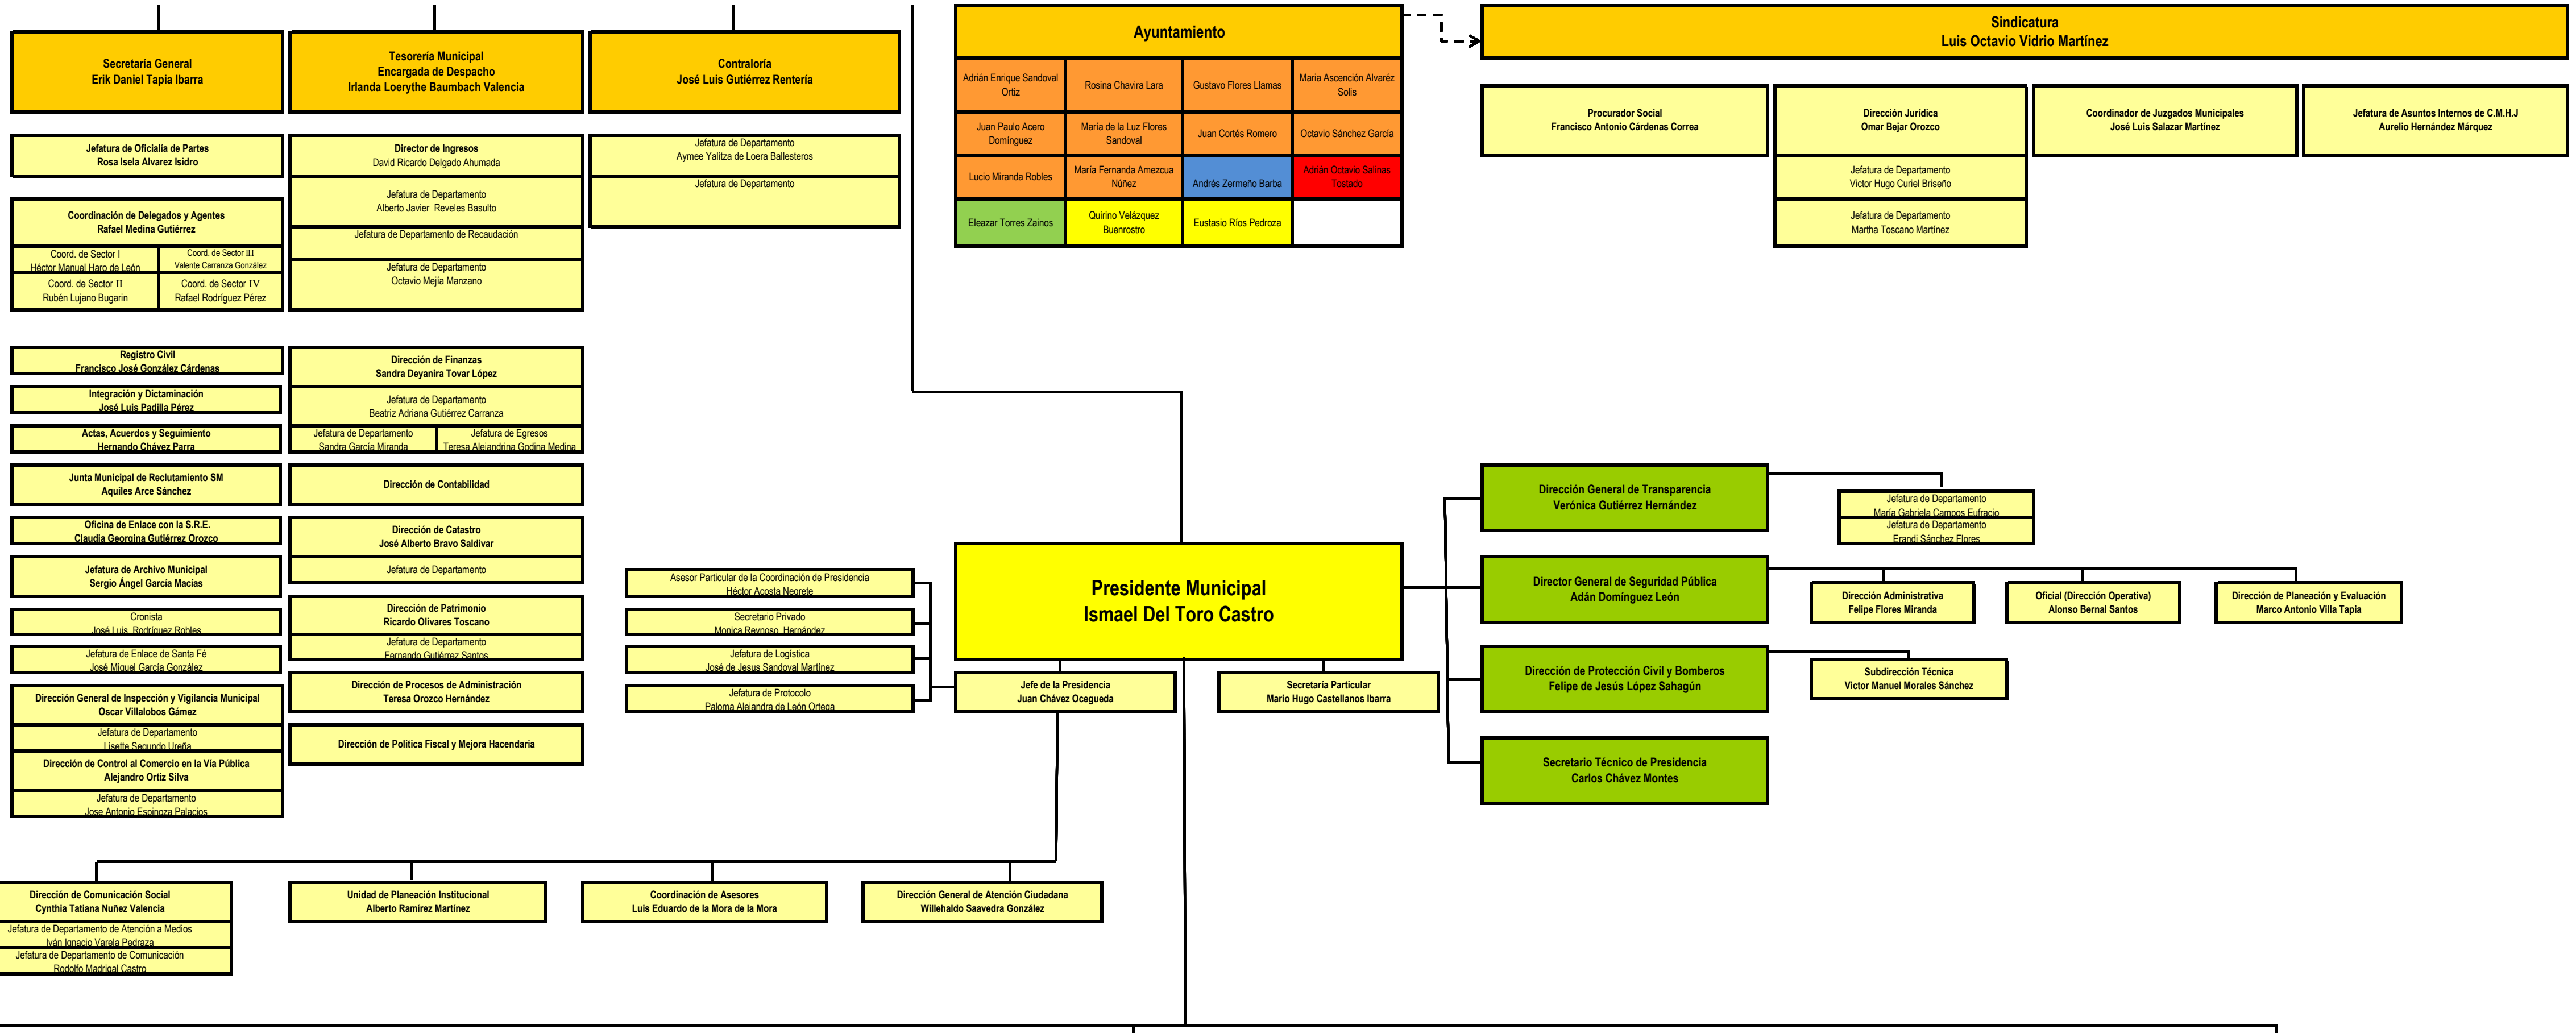 Secretaría General
Erik Daniel Tapia Ibarra
Jefatura de Oficialía de Partes
Rosa Isela Alvarez Isidro
Coordinación de Delegados y Agentes
Rafael Medina Gutiérrez
Coord. de Sector I
Héctor Manuel Haro de León
Coord. de Sector III
Valente Carranza González
Coord. de Sector II
Rubén Lujano Bugarin
Coord. de Sector IV
Rafael Rodríguez Pérez
Registro Civil
Francisco José González Cárdenas
Integración y Dictaminación
José Luis Padilla Pérez
Actas, Acuerdos y Seguimiento
Hernando Chávez Parra
Junta Municipal de Reclutamiento SM
Aquiles Arce Sánchez
Oficina de Enlace con la S.R.E.
Claudia Georgina Gutiérrez Orozco
Jefatura de Archivo Municipal
Sergio Ángel García Macías
Cronista
José Luis Rodríguez Robles
Jefatura de Enlace de Santa Fé
José Miguel García González
Dirección General de Inspección y Vigilancia Municipal
Oscar Villalobos Gámez
Jefatura de Departamento
Lisette Segundo Ureña
Dirección de Control al Comercio en la Vía Pública
Alejandro Ortiz Silva
Jefatura de Departamento
Jose Antonio Espinoza Palacios
Tesorería Municipal
Encargada de Despacho
Irlanda Loerythe Baumbach Valencia
Director de Ingresos
David Ricardo Delgado Ahumada
Jefatura de Departamento
Alberto Javier Reveles Basulto
Jefatura de Departamento de Recaudación
Jefatura de Departamento
Octavio Mejía Manzano
Dirección de Finanzas
Sandra Deyanira Tovar López
Jefatura de Departamento
Beatriz Adriana Gutiérrez Carranza
Jefatura de Departamento
Sandra García Miranda
Jefatura de Egresos
Teresa Alejandrina Godina Medina
Dirección de Contabilidad
Dirección de Catastro
José Alberto Bravo Saldivar
Jefatura de Departamento
Dirección de Patrimonio
Ricardo Olivares Toscano
Jefatura de Departamento
Fernando Gutiérrez Santos
Dirección de Procesos de Administración
Teresa Orozco Hernández
Dirección de Politica Fiscal y Mejora Hacendaria
Contraloría
José Luis Gutiérrez Rentería
Jefatura de Departamento
Aymee Yalitza de Loera Ballesteros
Jefatura de Departamento
Ayuntamiento
Adrián Enrique Sandoval
Ortiz
Rosina Chavira Lara
Gustavo Flores Llamas
Maria Ascención Alvaréz
Solis
Juan Paulo Acero
Domínguez
María de la Luz Flores
Sandoval
Juan Cortés Romero
Octavio Sánchez García
Lucio Miranda Robles
María Fernanda Amezcua
Núñez
Andrés Zermeño Barba
Adrián Octavio Salinas
Tostado
Eleazar Torres Zainos
Quirino Velázquez
Buenrostro
Eustasio Ríos Pedroza
Sindicatura
Luis Octavio Vidrio Martínez
Procurador Social
Francisco Antonio Cárdenas Correa
Dirección Jurídica
Omar Bejar Orozco
Jefatura de Departamento
Victor Hugo Curiel Briseño
Jefatura de Departamento
Martha Toscano Martínez
Coordinador de Juzgados Municipales
José Luis Salazar Martínez
Jefatura de Asuntos Internos de C.M.H.J
Aurelio Hernández Márquez
Asesor Particular de la Coordinación de Presidencia
Héctor Acosta Negrete
Secretario Privado
Monica Reynoso Hernández
Jefatura de Logística
José de Jesus Sandoval Martínez
Jefatura de Protocolo
Paloma Alejandra de León Ortega
Presidente Municipal
Ismael Del Toro Castro
Jefe de la Presidencia
Juan Chávez Ocegueda
Secretaría Particular
Mario Hugo Castellanos Ibarra
Dirección General de Transparencia
Verónica Gutiérrez Hernández
Jefatura de Departamento
María Gabriela Campos Eufracio
Jefatura de Departamento
Erandi Sánchez Flores
Director General de Seguridad Pública
Adán Domínguez León
Dirección Administrativa
Felipe Flores Miranda
Oficial (Dirección Operativa)
Alonso Bernal Santos
Dirección de Planeación y Evaluación
Marco Antonio Villa Tapia
Dirección de Protección Civil y Bomberos
Felipe de Jesús López Sahagún
Subdirección Técnica
Victor Manuel Morales Sánchez
Secretario Técnico de Presidencia
Carlos Chávez Montes
Dirección de Comunicación Social
Cynthia Tatiana Nuñez Valencia
Jefatura de Departamento de Atención a Medios
Iván Ignacio Varela Pedraza
Jefatura de Departamento de Comunicación
Rodolfo Madrigal Castro
Unidad de Planeación Institucional
Alberto Ramírez Martínez
Coordinación de Asesores
Luis Eduardo de la Mora de la Mora
Dirección General de Atención Ciudadana
Willehaldo Saavedra González